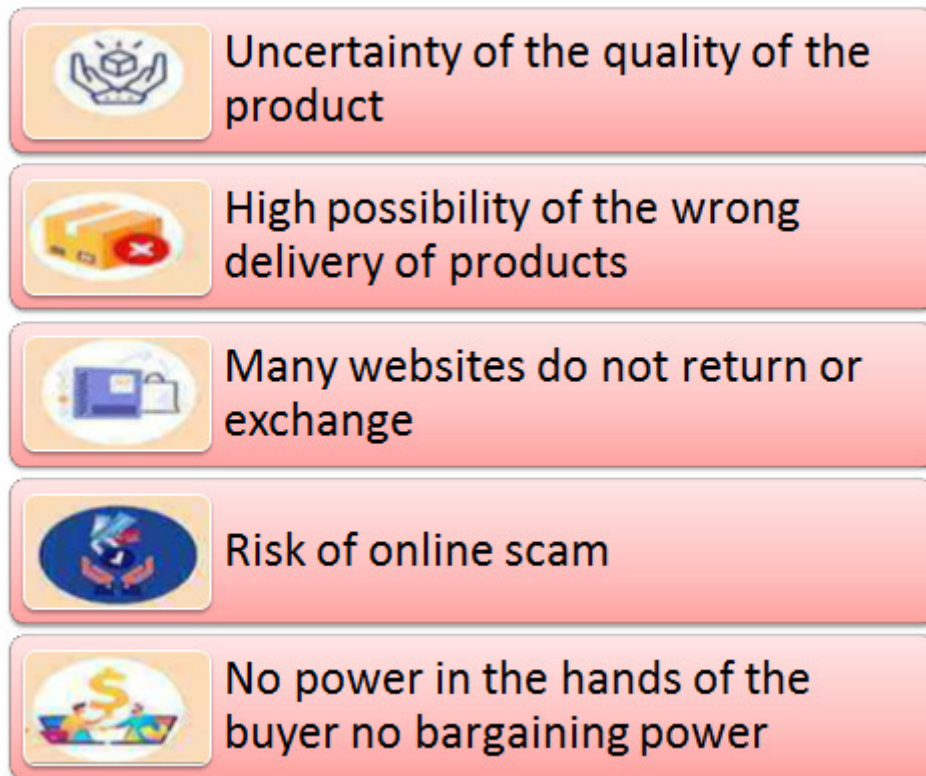 Uncertainty of the quality of the
product
High possibility of the wrong
delivery of products
Many websites do not return or
exchange
Risk of online scam
No power in the hands of the
buyer no bargaining power